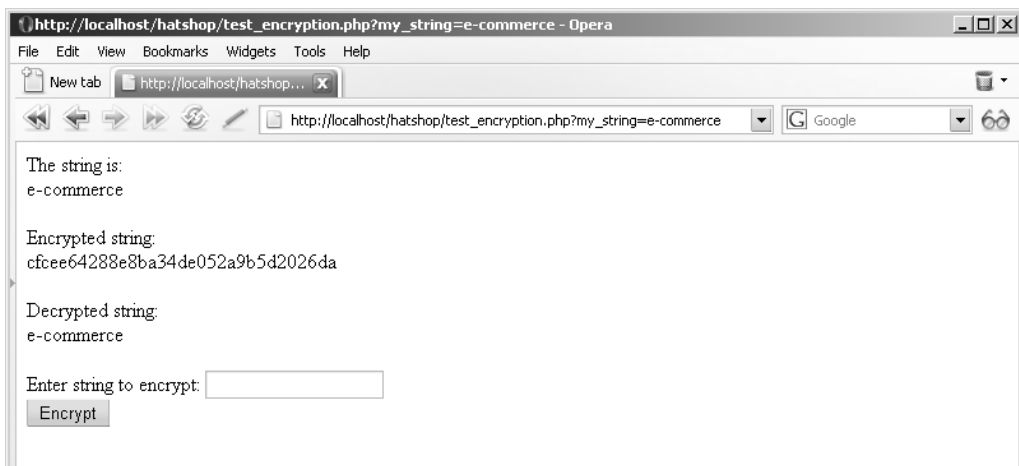 http://localhost/hatshop/test_encryption.php?my_string=e-commerce - Opera
File Edit View Bookmarks Widgets Tools Help
New tab http://localhost/hatshop...
http://localhost/hatshop/test_encryption.php?my_string=e-commerce G Google
The string is:
e-commerce
Encrypted string:
cfcee64288e8ba34de052a9b5d2026da
Decrypted string:
e-commerce
Enter string to encrypt:
Encrypt